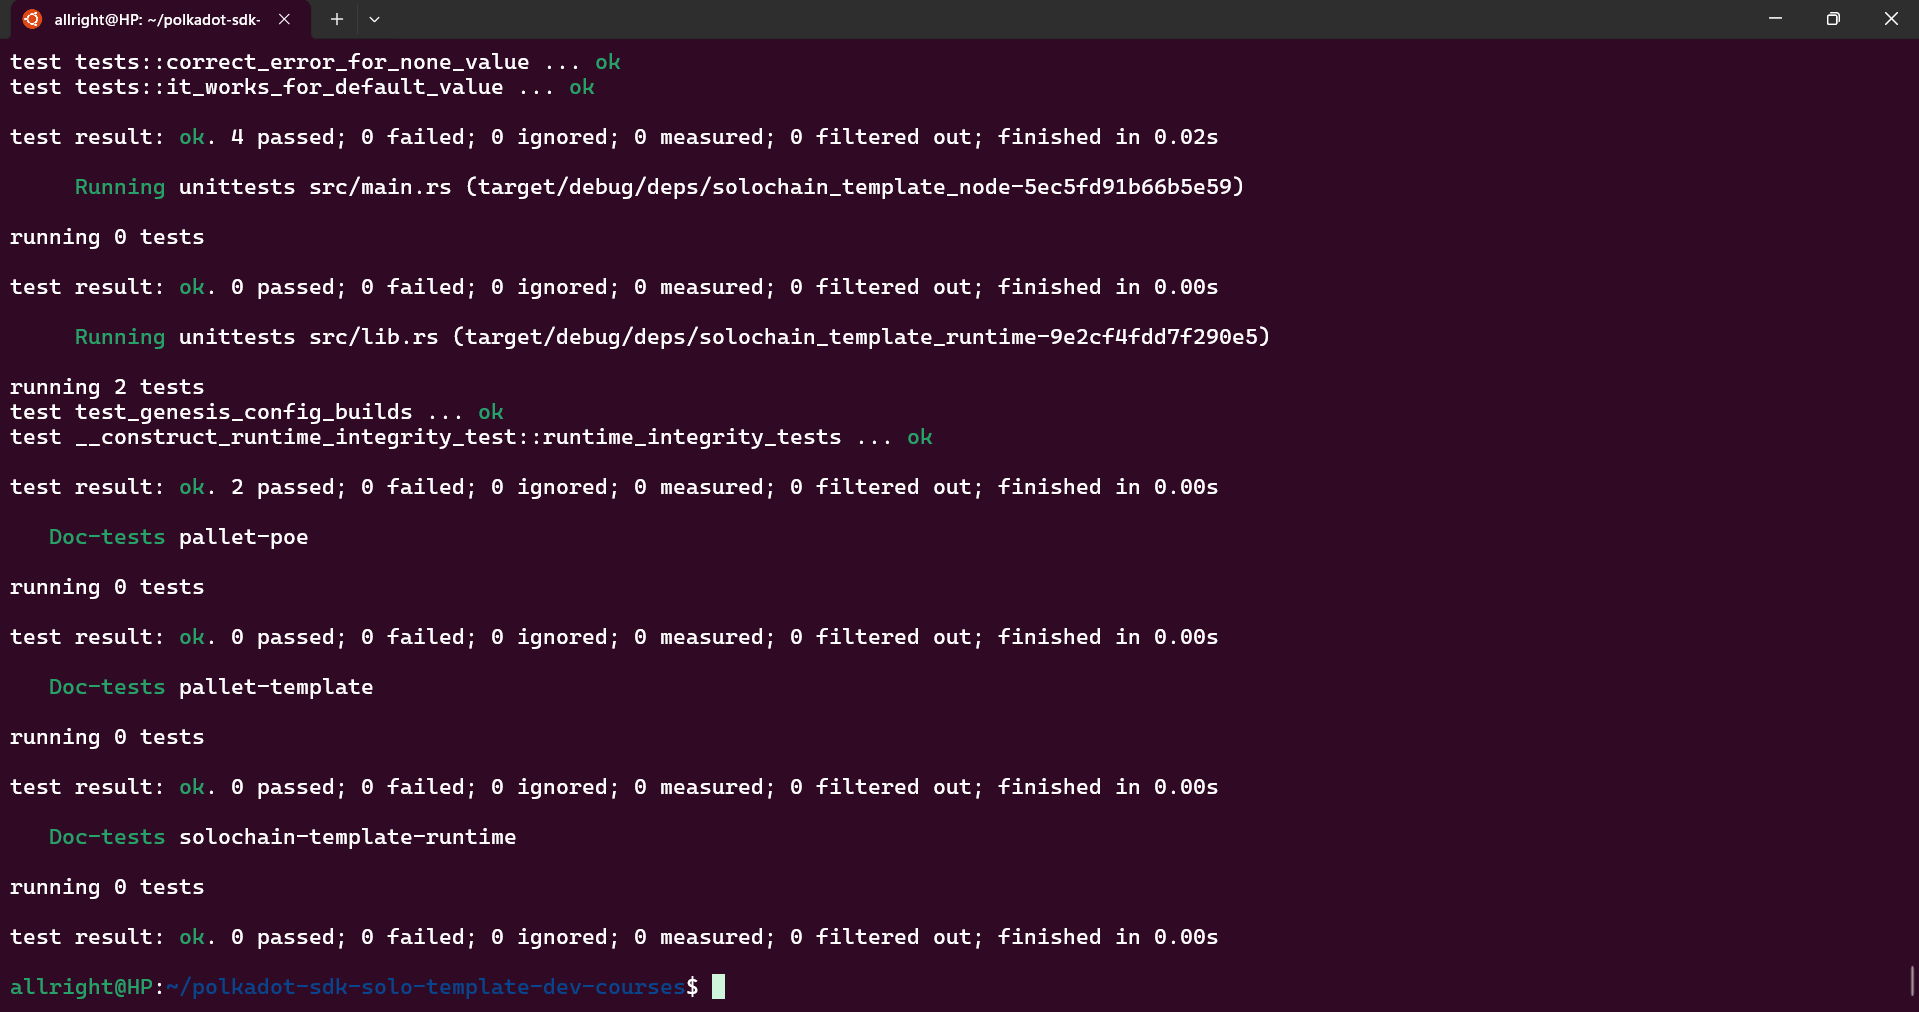 allright@HP: ~/polkadot-sdk-
test tests::correct_error_for_none_value ... ok
test tests::it_works_for_default_value ... ok
test result: ok. 4 passed; 0 failed; 0 ignored; 0 measured; 0 filtered out; finished in 0.02s
Running unittests src/main.rs (target/debug/deps/solochain_template_node-5ec5fd91b66b5e59)
running 0 tests
test result: ok. 0 passed; 0 failed; 0 ignored; 0 measured; 0 filtered out; finished in 0.00s
Running unittests src/lib.rs (target/debug/deps/solochain_template_runtime-9e2cf4fdd7f290e5)
running 2 tests
test test_genesis_config_builds ... ok
test __construct_runtime_integrity_test::runtime_integrity_tests ... ok
test result: ok. 2 passed; 0 failed; 0 ignored; 0 measured; 0 filtered out; finished in 0.00s
Doc-tests pallet-poe
running 0 tests
test result: ok. 0 passed; 0 failed; 0 ignored; 0 measured; 0 filtered out; finished in 0.00s
Doc-tests pallet-template
running 0 tests
test result: ok. 0 passed; 0 failed; 0 ignored; 0 measured; 0 filtered out; finished in 0.00s
Doc-tests solochain-template-runtime
running 0 tests
test result: ok. 0 passed; 0 failed; 0 ignored; 0 measured; 0 filtered out; finished in 0.00s
allright@HP:~/polkadot-sdk-solo-template-dev-courses$